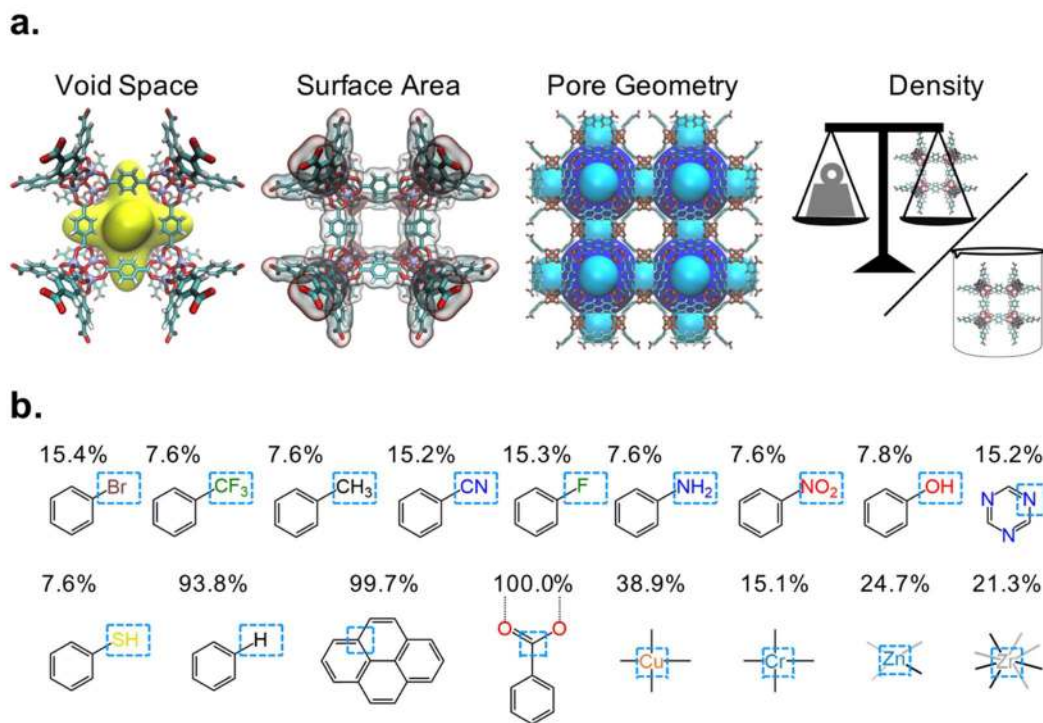 a.
Void Space Surface Area Pore Geometry Density
b.
15.4% 7.6% 7.6% 15.2% 15.3% 7.6% 7.6% 7.8% 15.2%
Br CF3 CH3 CN F NH2 NO2 OH N N N
7.6% 93.8% 99.7% 100.0% 38.9% 15.1% 24.7% 21.3%
SH H O O Cu Cr Zn Zr